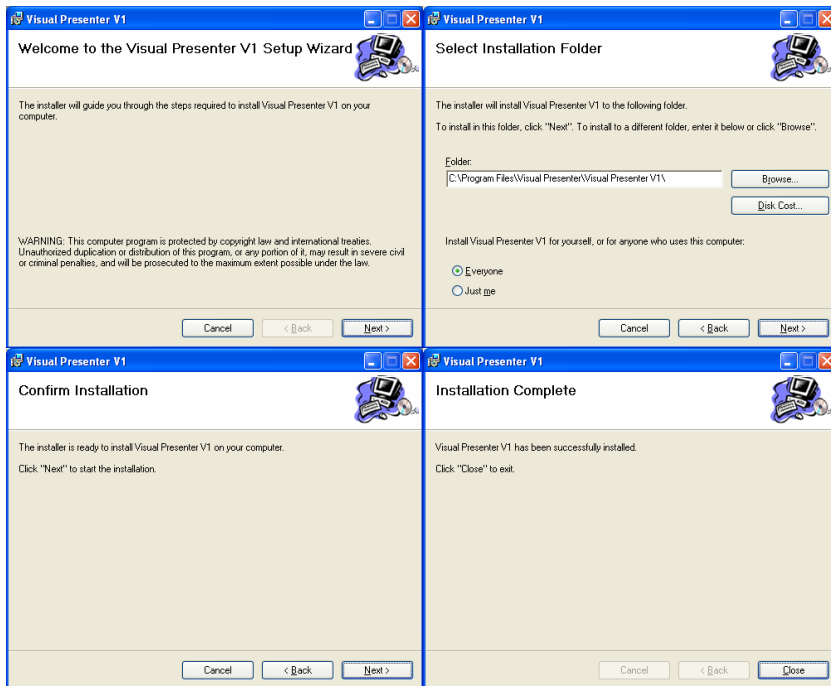 Visual Presenter V1
Welcome to the Visual Presenter V1 Setup Wizard
The installer will guide you through the steps required to install Visual Presenter V1 on your
computer.
WARNING: This computer program is protected by copyright law and international treaties.
Unauthorized duplication or distribution of this program, or any portion of it, may result in severe civil
or criminal penalties, and will be prosecuted to the maximum extent possible under the law.
Cancel < Back Next >
Visual Presenter V1
Select Installation Folder
The installer will install Visual Presenter V1 to the following folder.
To install in this folder, click "Next". To install to a different folder, enter it below or click "Browse".
Folder:
C:\Program Files\Visual Presenter\Visual Presenter V1\
Browse...
Disk Cost...
Install Visual Presenter V1 for yourself, or for anyone who uses this computer:
Everyone
Just me
Cancel < Back Next >
Visual Presenter V1
Confirm Installation
The installer is ready to install Visual Presenter V1 on your computer.
Click "Next" to start the installation.
Cancel < Back Next >
Visual Presenter V1
Installation Complete
Visual Presenter V1 has been successfully installed.
Click "Close" to exit.
Cancel < Back Close